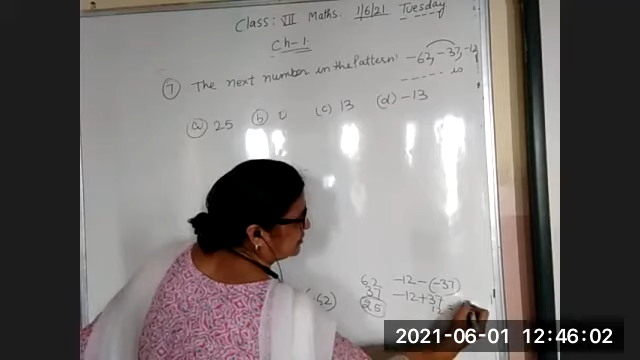 Class: VII Maths. 1/6/21 Tuesday
Ch-1
7 The next number in the Pattern -62, -37, -12
_ _ _ _ _ is
(a) 25 (b) 0 (c) 13 (d) -13
62 -12-(-37)
37 -12+37
25 12
-62)
2021-06-01 12:46:02